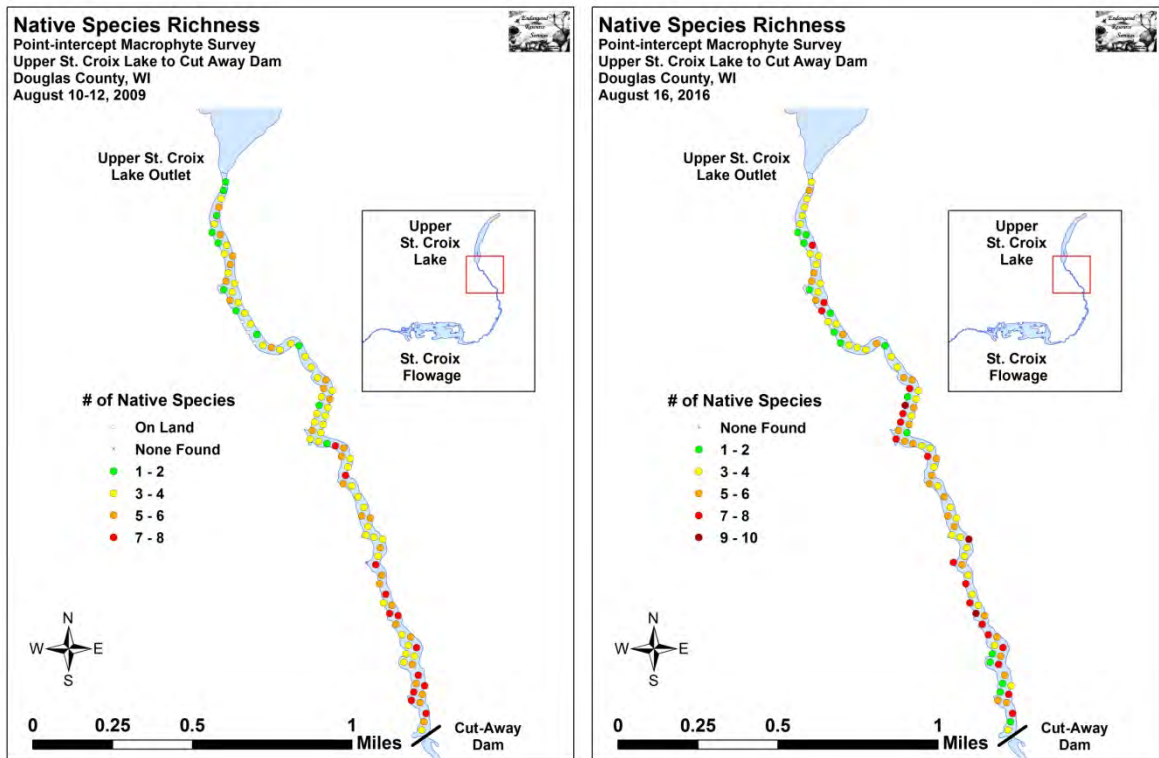 Native Species Richness
Point-intercept Macrophyte Survey
Upper St. Croix Lake to Cut Away Dam
Douglas County, WI
August 10-12, 2009
Endangered
Resource
Services
Upper St. Croix
Lake Outlet
Upper
St. Croix
Lake
St. Croix
Flowage
# of Native Species
On Land
None Found
1 - 2
3 - 4
5 - 6
7 - 8
N
W E
S
0 0.25 0.5 1
Miles
Cut-Away
Dam
Native Species Richness
Point-intercept Macrophyte Survey
Upper St. Croix Lake to Cut Away Dam
Douglas County, WI
August 16, 2016
Endangered
Resource
Services
Upper St. Croix
Lake Outlet
Upper
St. Croix
Lake
St. Croix
Flowage
# of Native Species
None Found
1 - 2
3 - 4
5 - 6
7 - 8
9 - 10
N
W E
S
0 0.25 0.5 1
Miles
Cut-Away
Dam